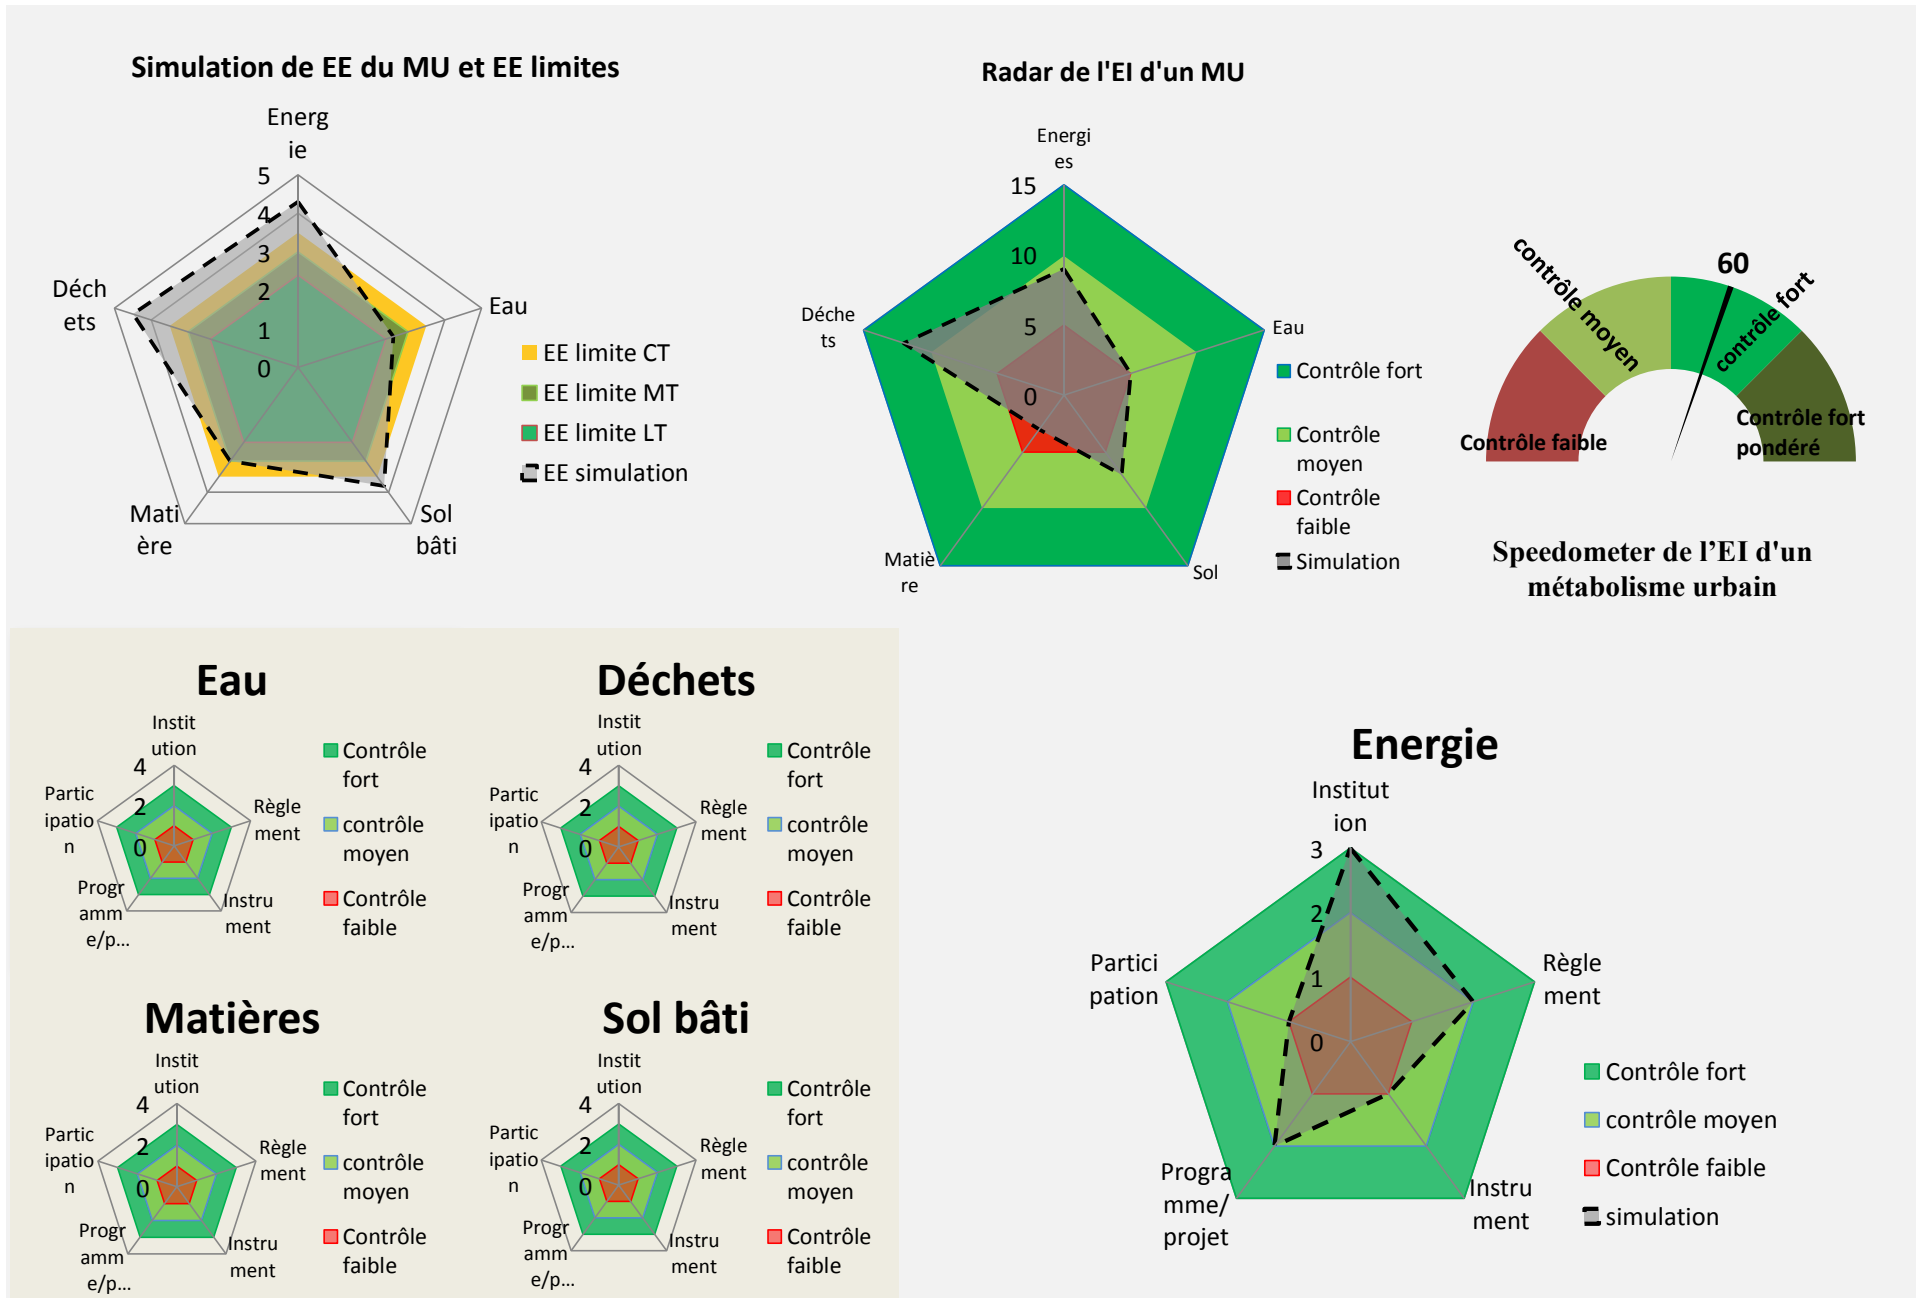 Simulation de EE du MU et EE limites
Energ
ie
5
4
3
2
1
0
Eau
Sol
bâti
Mati
ère
Déch
ets
EE limite CT
EE limite MT
EE limite LT
EE simulation
Radar de l'EI d'un MU
Energi
es
15
10
5
0
Eau
Sol
Matiè
re
Déche
ts
Contrôle fort
Contrôle
moyen
Contrôle
faible
Simulation
60
Contrôle faible
contrôle moyen
contrôle fort
Contrôle fort
pondéré
Speedometer de l’EI d'un
métabolisme urbain
Eau
Instit
ution
4
2
0
Règle
ment
Instru
ment
Progr
amm
e/p...
Partic
ipatio
n
Contrôle
fort
contrôle
moyen
Contrôle
faible
Déchets
Instit
ution
4
2
0
Règle
ment
Instru
ment
Progr
amm
e/p...
Partic
ipatio
n
Contrôle
fort
contrôle
moyen
Contrôle
faible
Matières
Instit
ution
4
2
0
Règle
ment
Instru
ment
Progr
amm
e/p...
Partic
ipatio
n
Contrôle
fort
contrôle
moyen
Contrôle
faible
Sol bâti
Instit
ution
4
2
0
Règle
ment
Instru
ment
Progr
amm
e/p...
Partic
ipatio
n
Contrôle
fort
contrôle
moyen
Contrôle
faible
Energie
Institut
ion
3
2
1
0
Règle
ment
Instru
ment
Progra
mme/
projet
Partici
pation
Contrôle fort
contrôle moyen
Contrôle faible
simulation